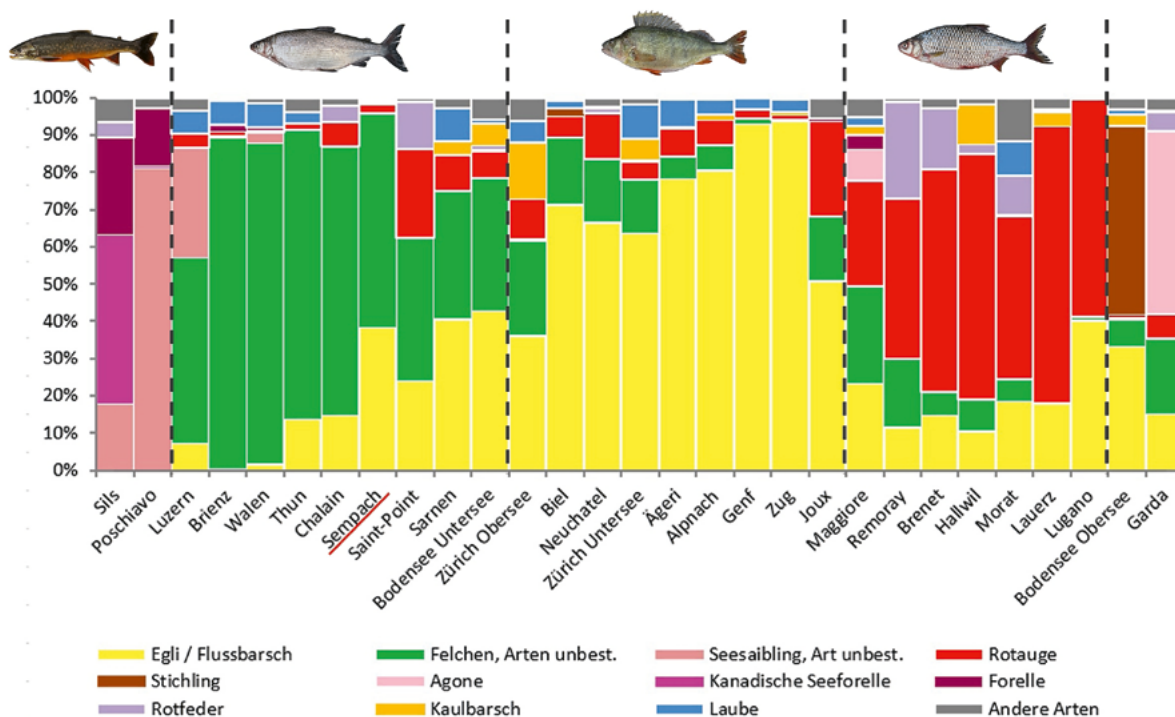 100%
90%
80%
70%
60%
50%
40%
30%
20%
10%
0%
Sils
Poschiavo
Luzern
Brienz
Walen
Thun
Chalain
Sempach
Saint-Point
Sarnen
Bodensee Untersee
Zürich Obersee
Biel
Neuchatel
Zürich Untersee
Ägeri
Alpnach
Genf
Zug
Joux
Maggiore
Remoray
Brenet
Hallwil
Morat
Lauerz
Lugano
Bodensee Obersee
Garda
Egli / Flussbarsch
Felchen, Arten unbest.
Seesaibling, Art unbest.
Rotauge
Stichling
Agone
Kanadische Seeforelle
Forelle
Rotfeder
Kaulbarsch
Laube
Andere Arten